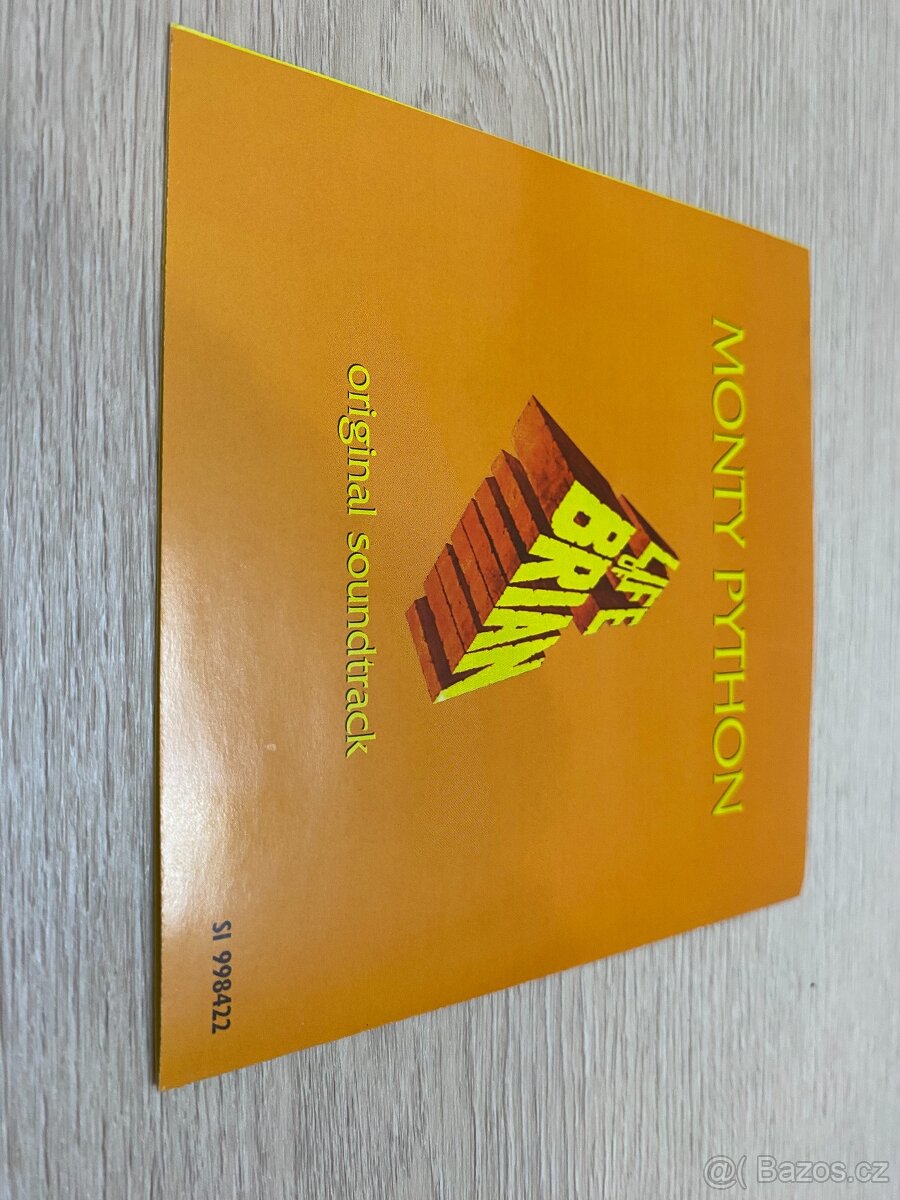 MONTY PYTHON
LIFE
OF
BRIAN
original soundtrack
SI 998422
@( Bazos.cz